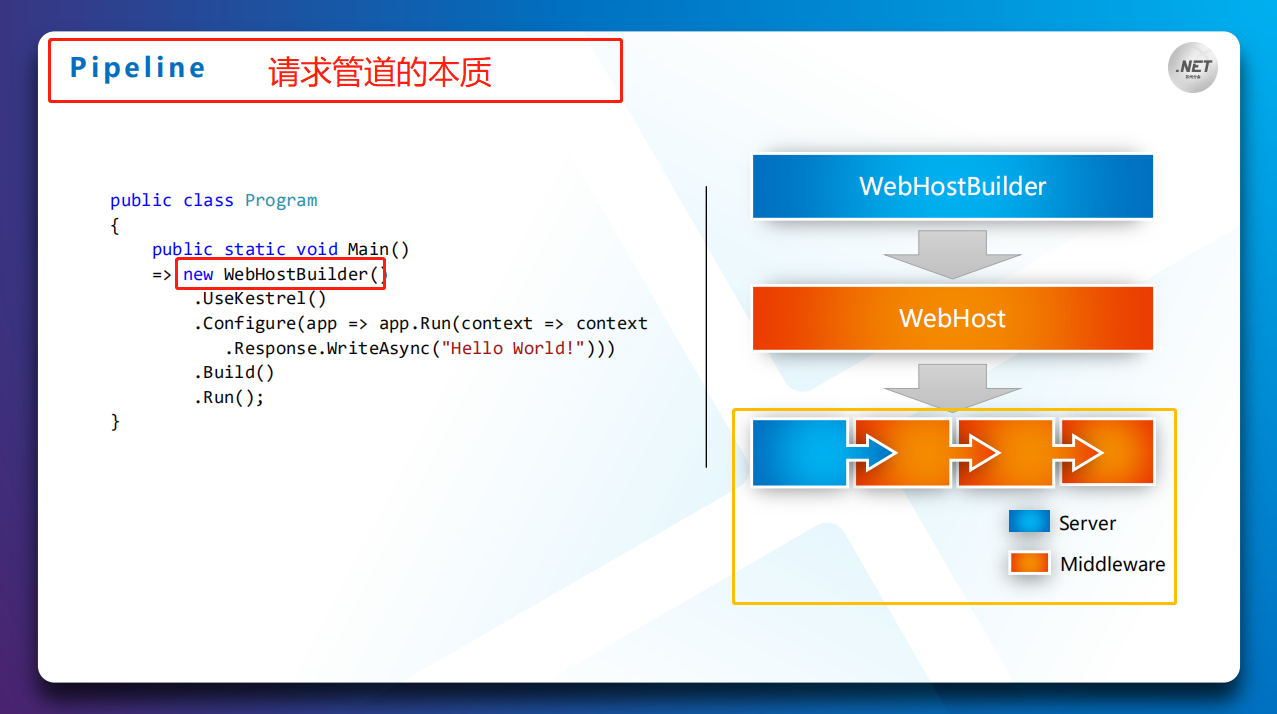 Pipeline 请求管道的本质
.NET
public class Program
{
public static void Main()
=> new WebHostBuilder()
.UseKestrel()
.Configure(app => app.Run(context => context
.Response.WriteAsync("Hello World!")))
.Build()
.Run();
}
WebHostBuilder
WebHost
Server
Middleware